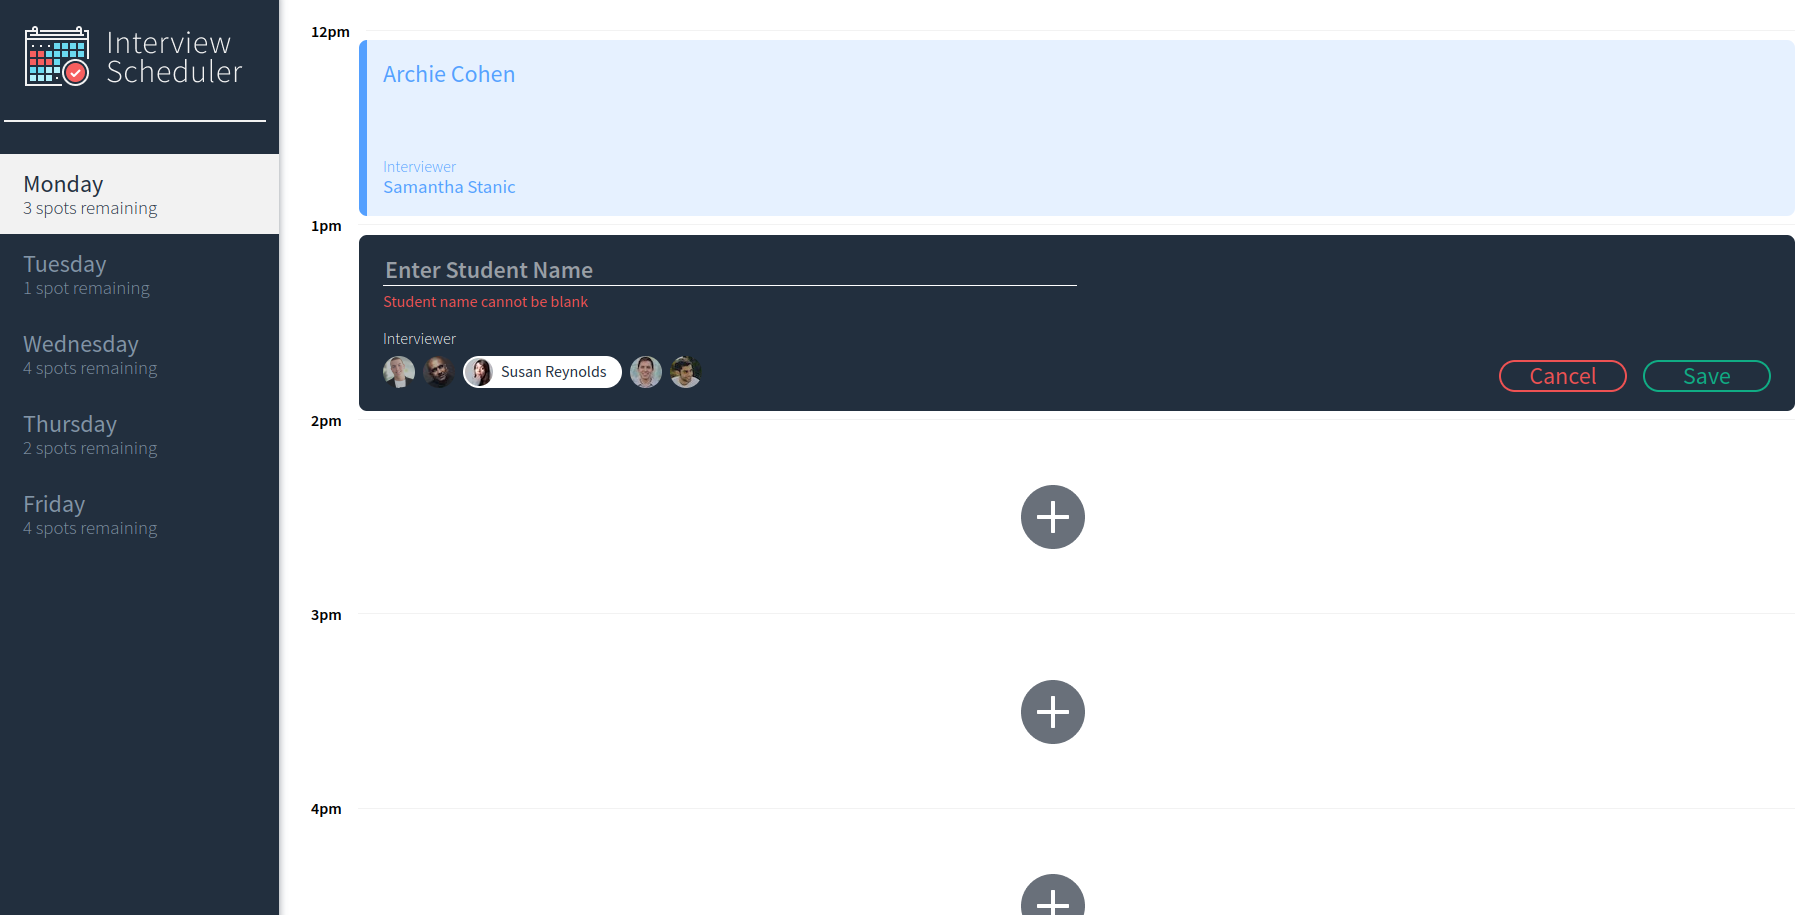 Interview
Scheduler
Monday
3 spots remaining
Tuesday
1 spot remaining
Wednesday
4 spots remaining
Thursday
2 spots remaining
Friday
4 spots remaining
12pm
Archie Cohen
Interviewer
Samantha Stanic
1pm
Enter Student Name
Student name cannot be blank
Interviewer
Susan Reynolds
Cancel
Save
2pm
3pm
4pm